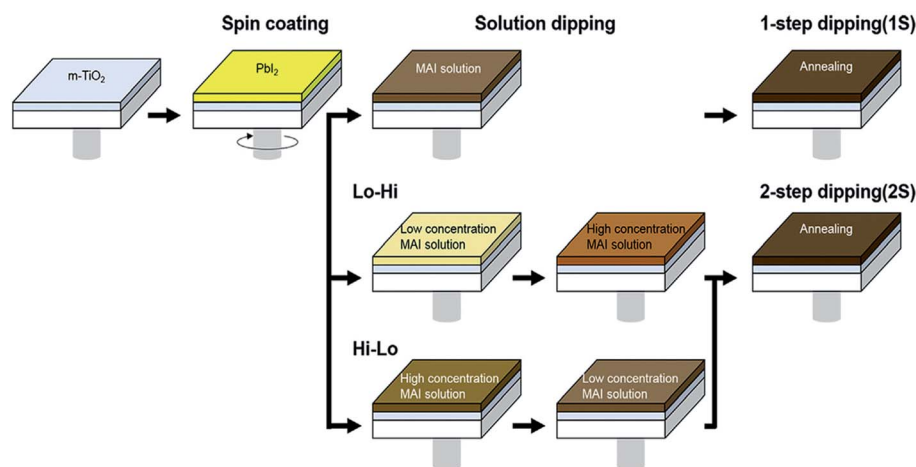 Spin coating
Solution dipping
1-step dipping(1S)
m-TiO₂
PbI₂
MAI solution
Annealing
Lo-Hi
2-step dipping(2S)
Low concentration
MAI solution
High concentration
MAI solution
Annealing
Hi-Lo
High concentration
MAI solution
Low concentration
MAI solution